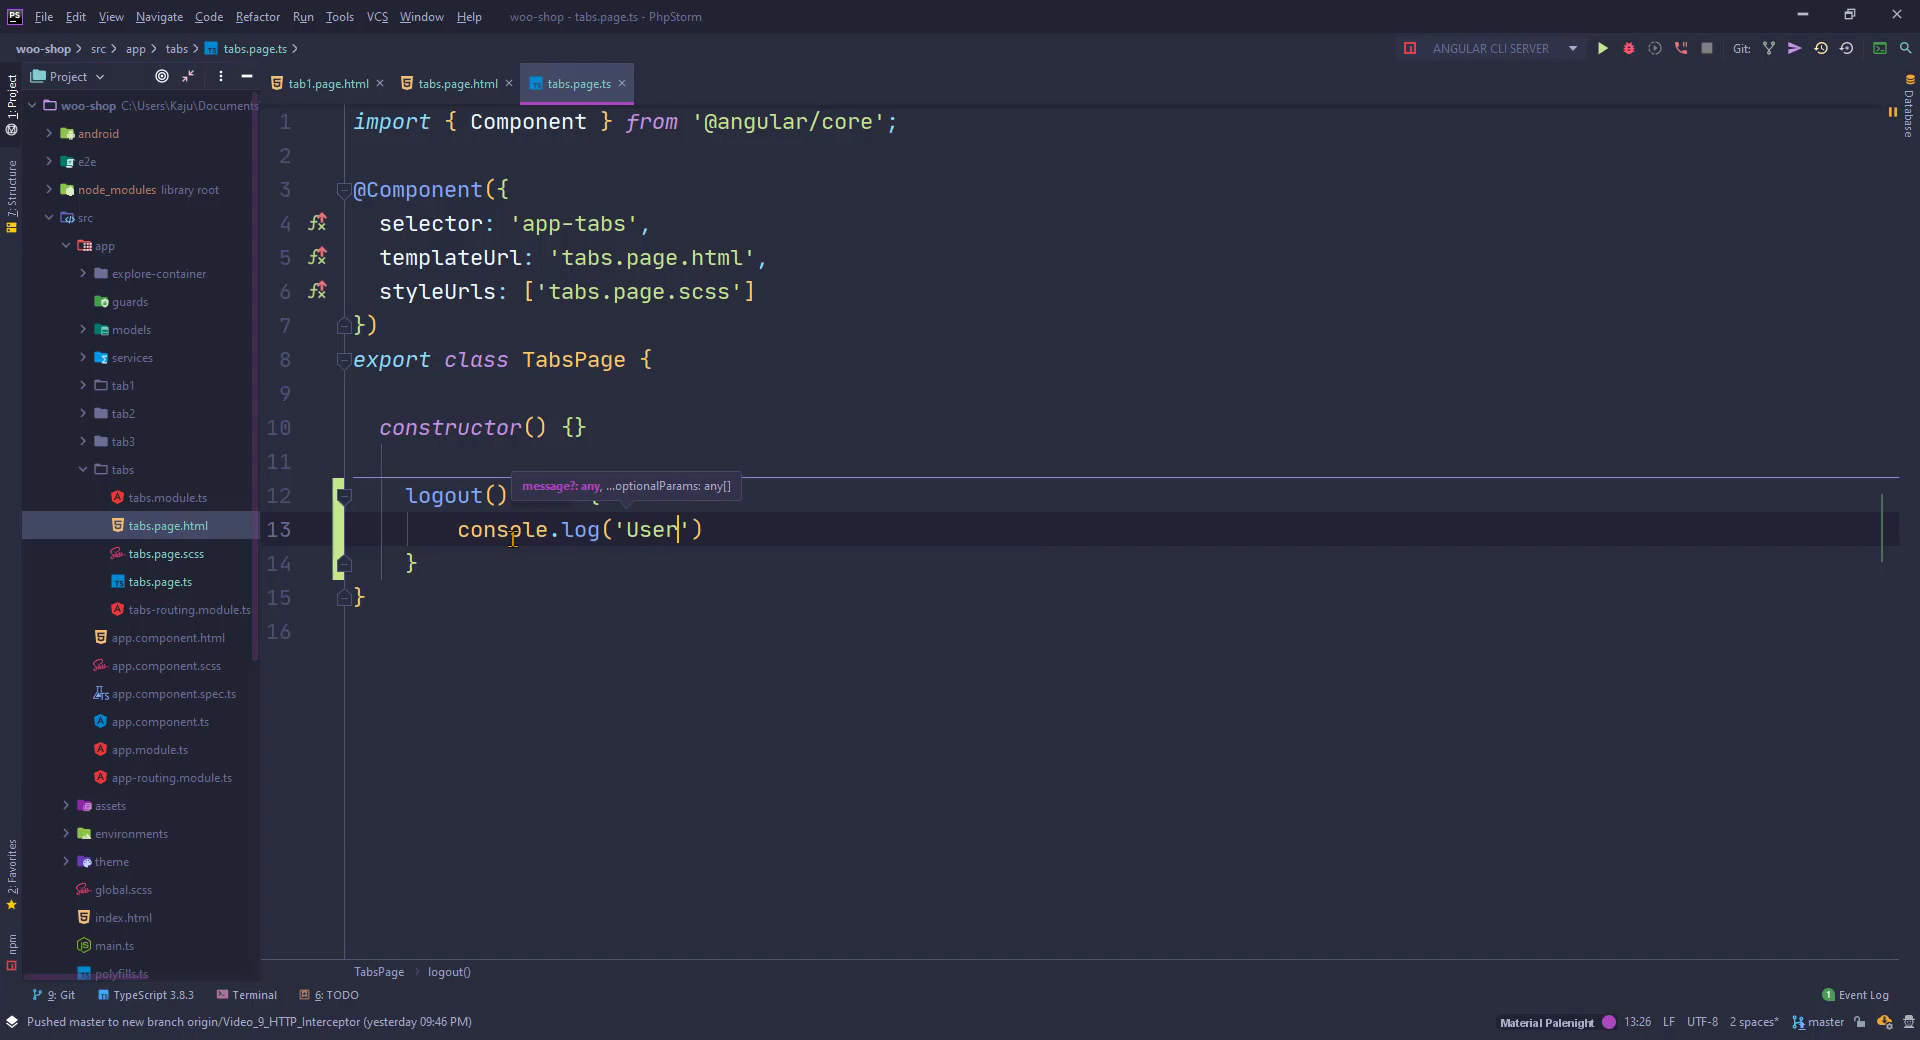 PS File Edit View Navigate Code Refactor Run Tools VCS Window Help woo-shop - tabs.page.ts - PhpStorm
woo-shop src app tabs tabs.page.ts ANGULAR CLI SERVER Git:
Project tab1.page.html tabs.page.html tabs.page.ts
1: Project
7: Structure
2: Favorites
npm
Database
woo-shop C:\Users\Kaju\Documents
android
e2e
node_modules library root
src
app
explore-container
guards
models
services
tab1
tab2
tab3
tabs
tabs.module.ts
tabs.page.html
tabs.page.scss
tabs.page.ts
tabs-routing.module.ts
app.component.html
app.component.scss
app.component.spec.ts
app.component.ts
app.module.ts
app-routing.module.ts
assets
environments
theme
global.scss
index.html
main.ts
polyfills.ts
1 import { Component } from '@angular/core';
2
3 @Component({
4 selector: 'app-tabs',
5 templateUrl: 'tabs.page.html',
6 styleUrls: ['tabs.page.scss']
7 })
8 export class TabsPage {
9
10 constructor() {}
11
message?: any, ...optionalParams: any[]
12 logout() {
13 console.log('User')
14 }
15 }
16
TabsPage logout()
9: Git TypeScript 3.8.3 Terminal 6: TODO 1 Event Log
Pushed master to new branch origin/Video_9_HTTP_Interceptor (yesterday 09:46 PM) Material Palenight 13:26 LF UTF-8 2 spaces* master